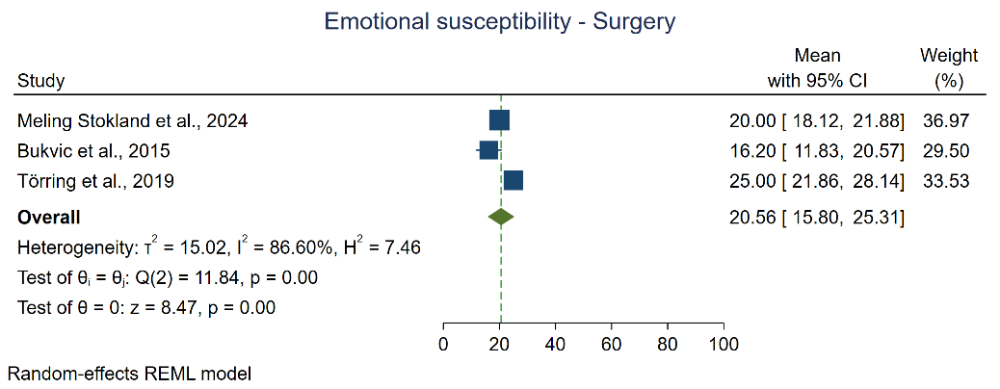 Emotional susceptibility - Surgery
Mean Weight
Study with 95% CI (%)
Meling Stokland et al., 2024 20.00 [ 18.12, 21.88] 36.97
Bukvic et al., 2015 16.20 [ 11.83, 20.57] 29.50
Törring et al., 2019 25.00 [ 21.86, 28.14] 33.53
Overall 20.56 [ 15.80, 25.31]
Heterogeneity: τ² = 15.02, I² = 86.60%, H² = 7.46
Test of θᵢ = θⱼ: Q(2) = 11.84, p = 0.00
Test of θ = 0: z = 8.47, p = 0.00
0 20 40 60 80 100
Random-effects REML model